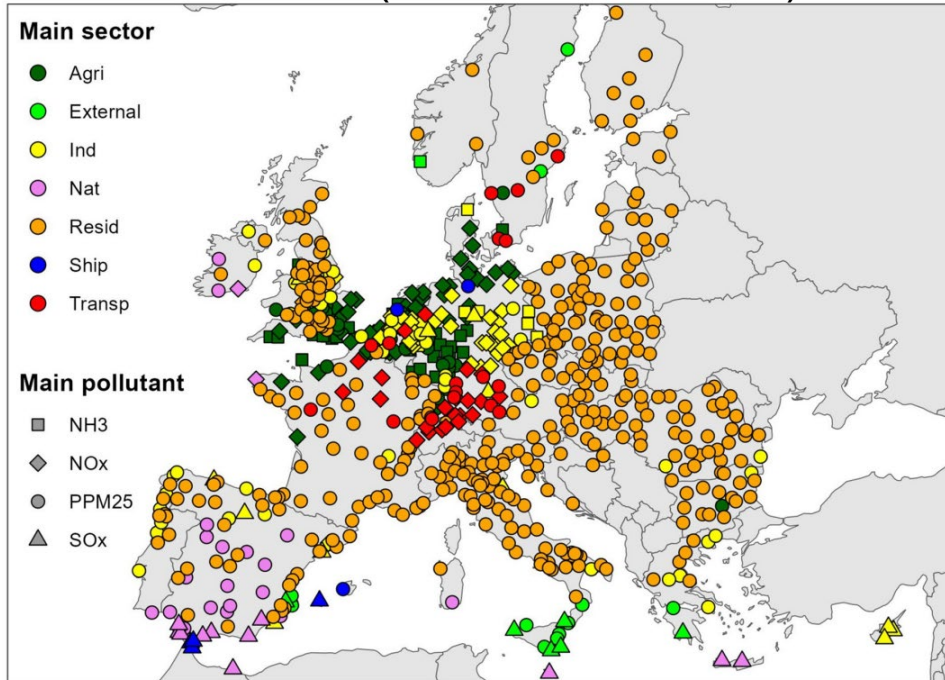 Main sector
Agri
External
Ind
Nat
Resid
Ship
Transp
Main pollutant
NH3
NOx
PPM25
SOx